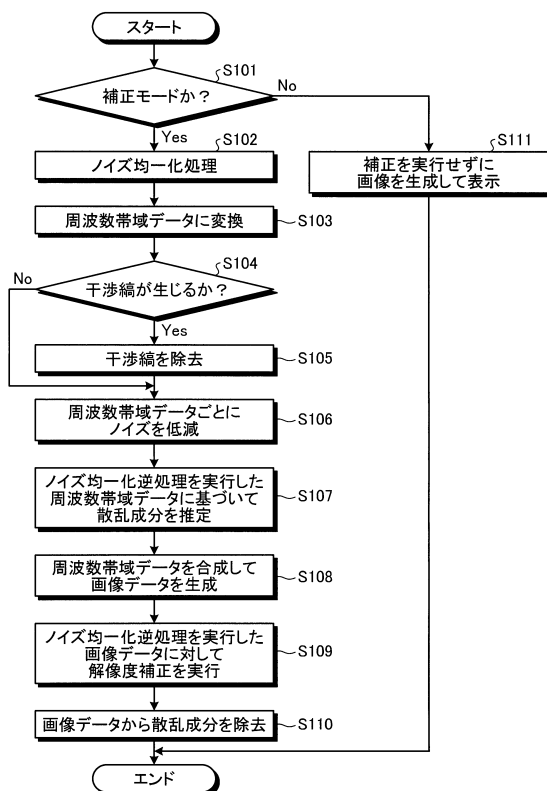 スタート
S101
補正モードか？
No
Yes
S102
S111
ノイズ均一化処理
補正を実行せずに
画像を生成して表示
周波数帯域データに変換
S103
S104
No
干渉縞が生じるか？
Yes
干渉縞を除去
S105
周波数帯域データごとに
ノイズを低減
S106
ノイズ均一化逆処理を実行した
周波数帯域データに基づいて
散乱成分を推定
S107
周波数帯域データを合成して
画像データを生成
S108
ノイズ均一化逆処理を実行した
画像データに対して
解像度補正を実行
S109
画像データから散乱成分を除去
S110
エンド